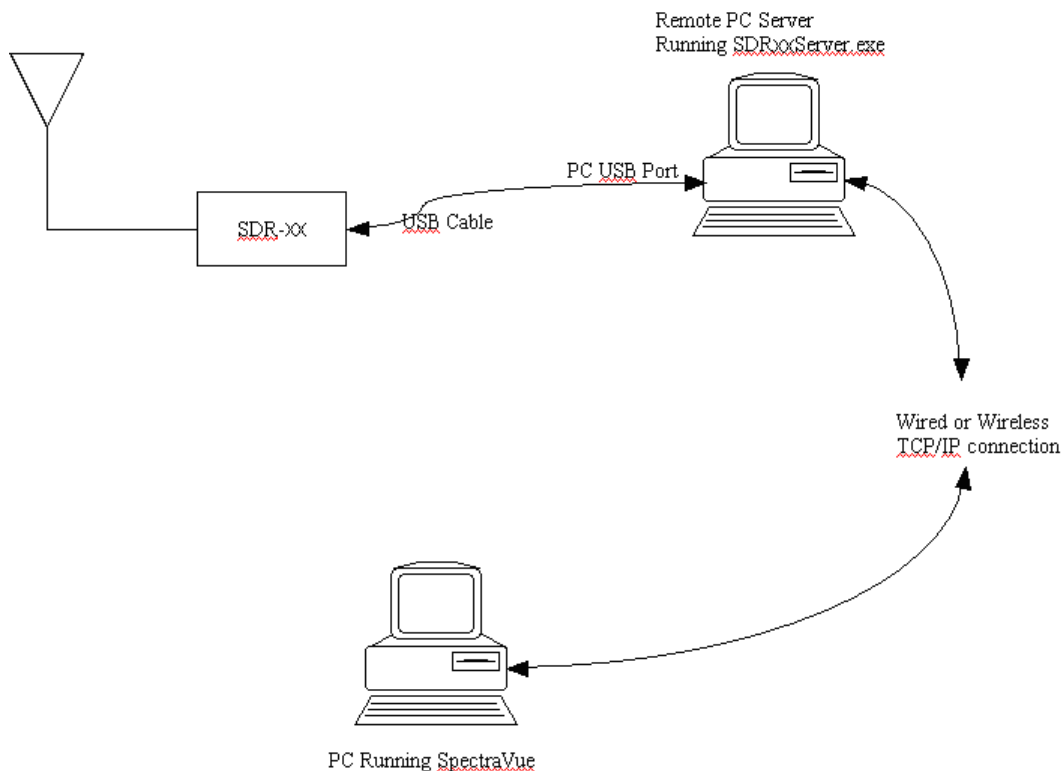 Remote PC Server
Running SDRxxServer.exe
PC USB Port
SDR-XX
USB Cable
Wired or Wireless
TCP/IP connection
PC Running SpectraVue